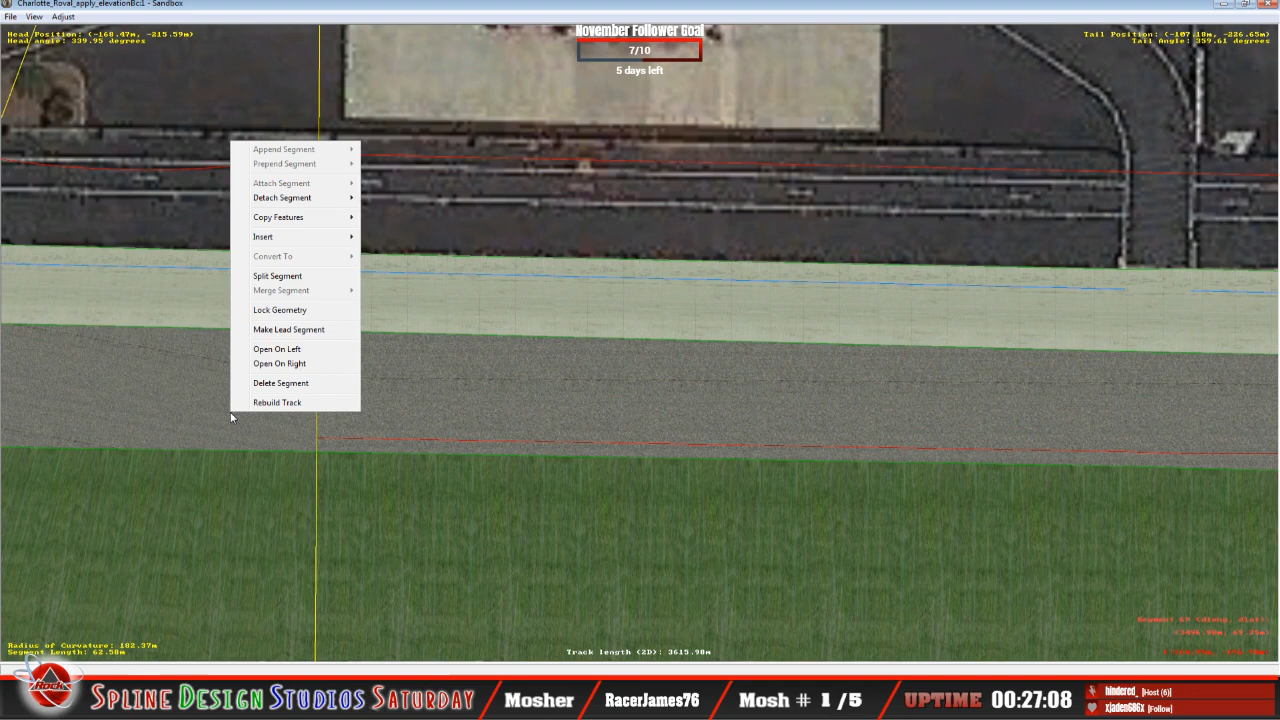 Charlotte_Roval_apply_elevationBc:1 - Sandbox
File View Adjust
Head Position: (-168.47m, -215.59m)
Head angle: 339.95 degrees
November Follower Goal
7/10
5 days left
Tail Position: (-107.18m, -226.65m)
Tail Angle: 359.61 degrees
Append Segment
Prepend Segment
Attach Segment
Detach Segment
Copy Features
Insert
Convert To
Split Segment
Merge Segment
Lock Geometry
Make Lead Segment
Open On Left
Open On Right
Delete Segment
Rebuild Track
Radius of Curvature: 182.37m
Segment Length: 62.58m
Track length (2D): 3615.98m
SPLINE DESIGN STUDIOS SATURDAY
Mosher
RacerJames76
Mosh # 1/5
UPTIME 00:27:08
hindered_ [Host (6)]
xjaden686x [Follow]